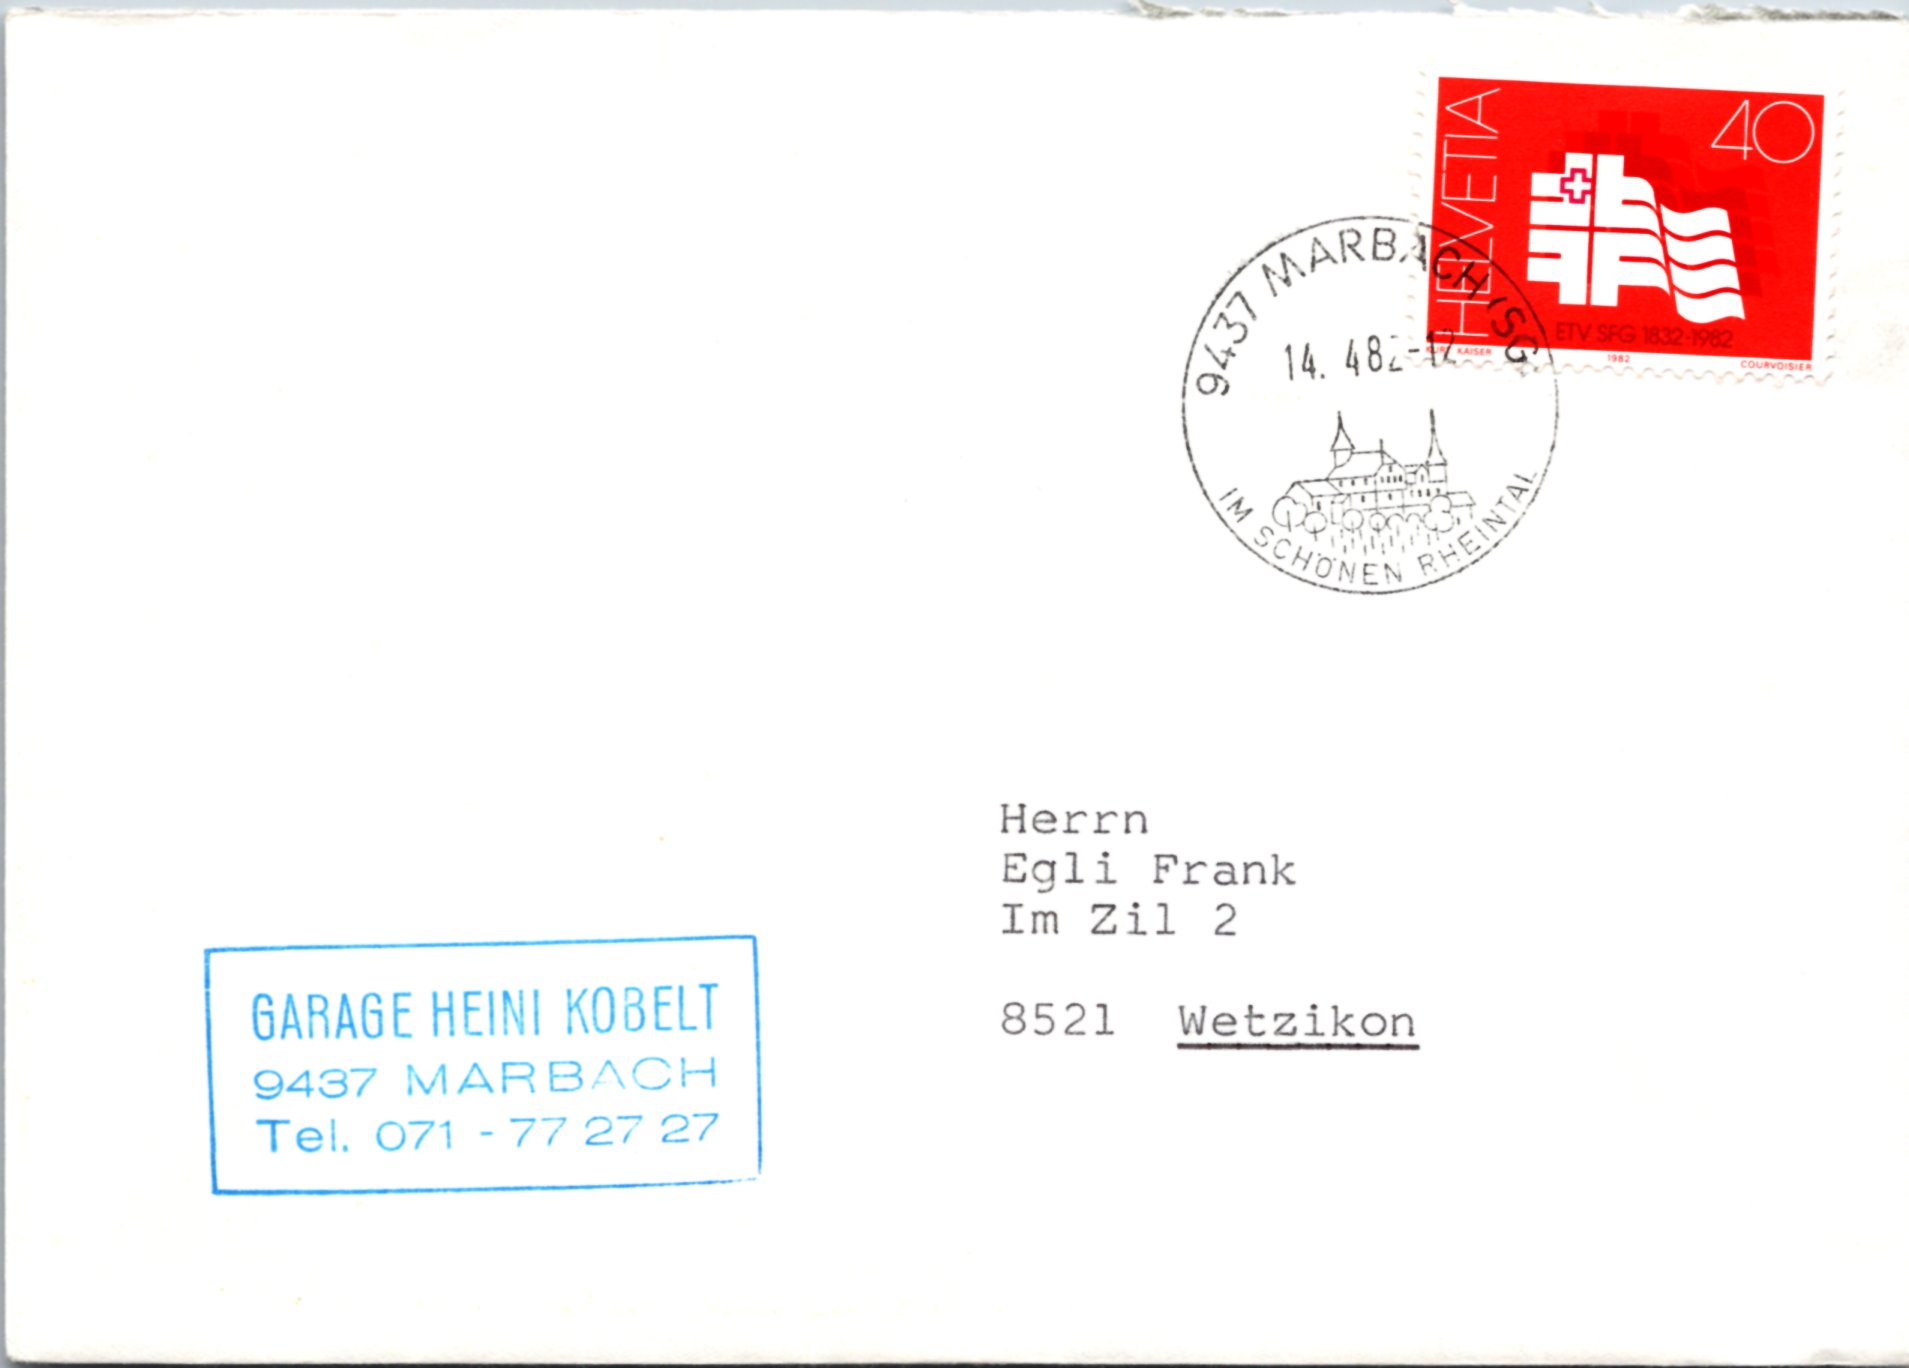 HELVETIA
40
ETV SFG 1832-1982
KURT KAISER 1982 COURVOISIER
9437 MARBACH (SG)
14. 4 82-12
IM SCHÖNEN RHEINTAL
Herrn
Egli Frank
Im Zil 2
8521 Wetzikon
GARAGE HEINI KOBELT
9437 MARBACH
Tel. 071 - 77 27 27